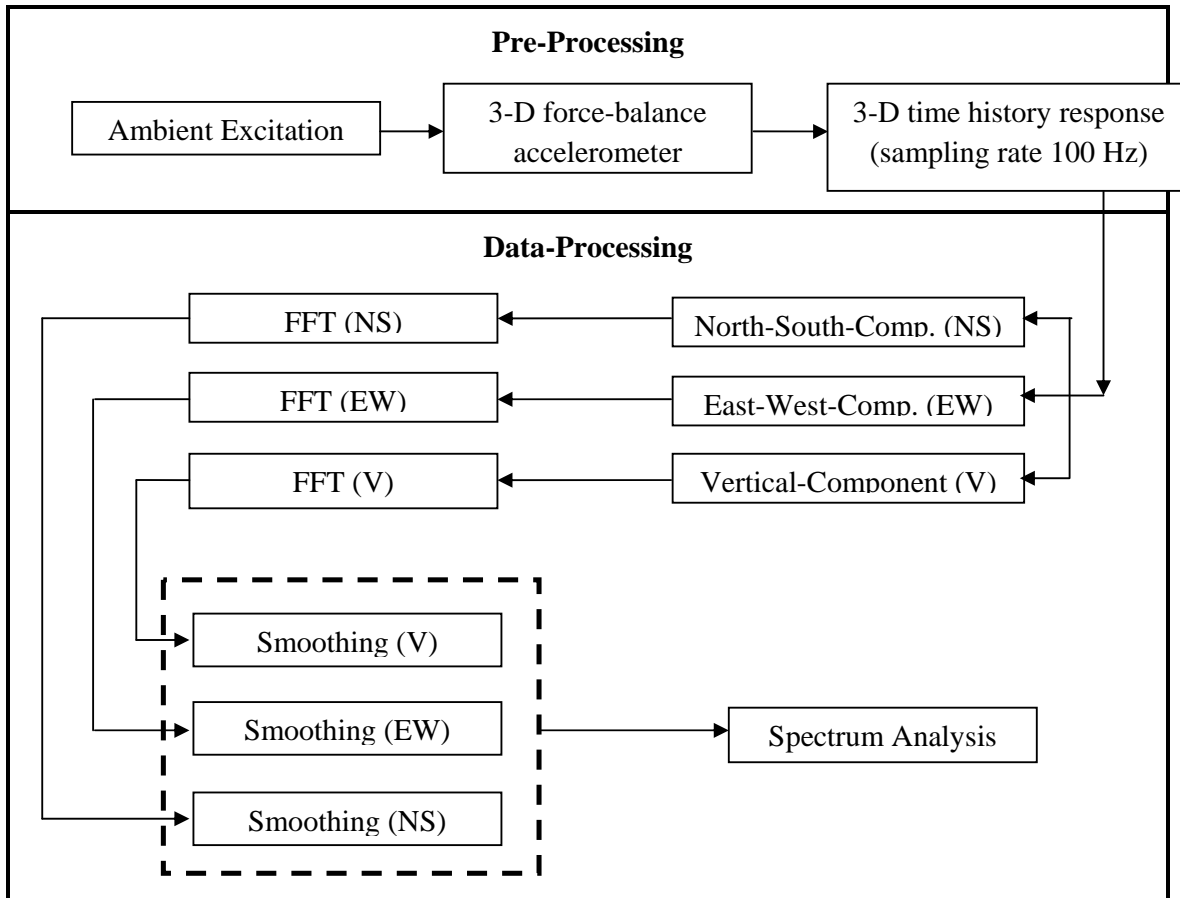 Pre-Processing
Ambient Excitation
3-D force-balance
accelerometer
3-D time history response
(sampling rate 100 Hz)
Data-Processing
FFT (NS)
North-South-Comp. (NS)
FFT (EW)
East-West-Comp. (EW)
FFT (V)
Vertical-Component (V)
Smoothing (V)
Smoothing (EW)
Spectrum Analysis
Smoothing (NS)